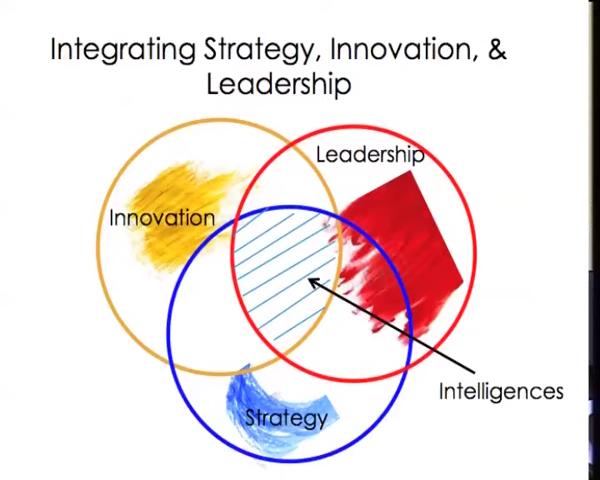 Integrating Strategy, Innovation, &
Leadership
Leadership
Innovation
Intelligences
Strategy